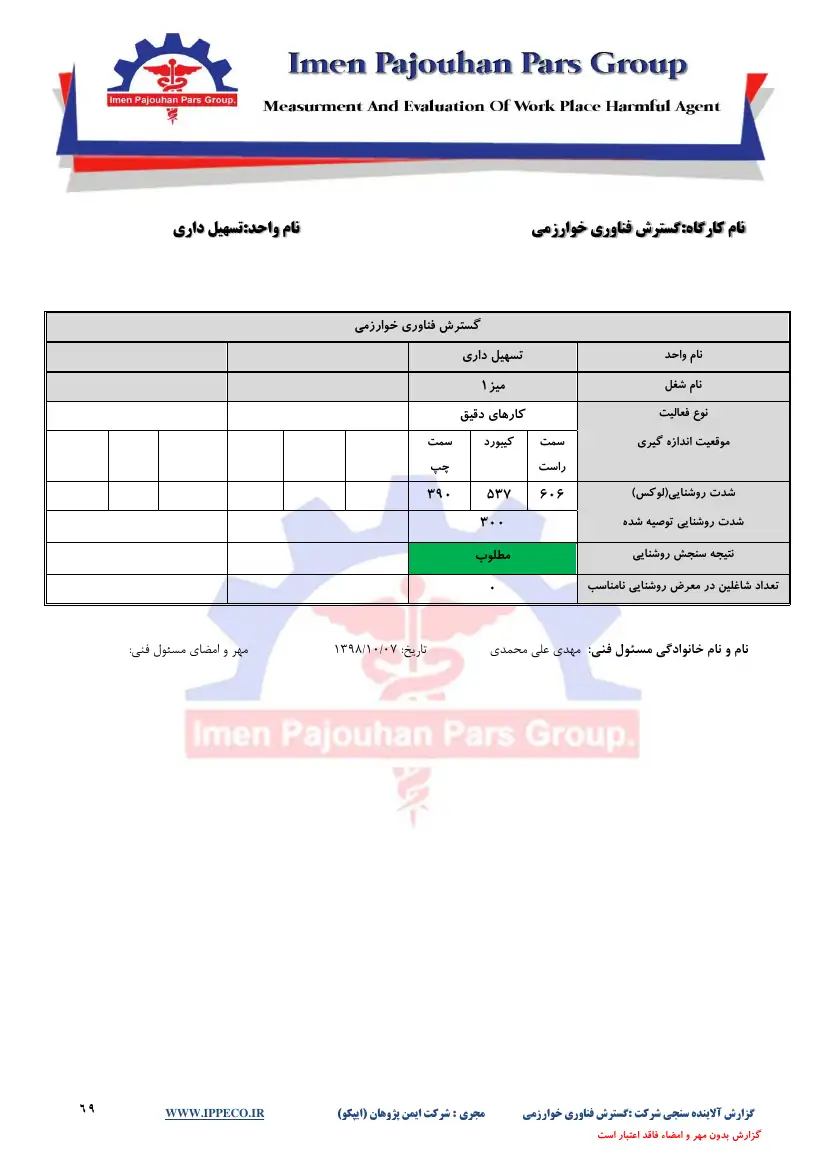 Imen Pajouhan Pars Group
Imen Pajouhan Pars Group.
Measurment And Evaluation Of Work Place Harmful Agent
نام کارگاه:گسترش فناوری خوارزمی نام واحد:تسهیل داری
گسترش فناوری خوارزمی
نام واحد تسهیل داری
نام شغل میز۱
نوع فعالیت کارهای دقیق
موقعیت اندازه گیری سمت راست کیبورد سمت چپ
شدت روشنایی(لوکس) ۶۰۶ ۵۳۷ ۳۹۰
شدت روشنایی توصیه شده ۳۰۰
نتیجه سنجش روشنایی مطلوب
تعداد شاغلین در معرض روشنایی نامناسب ۰
نام و نام خانوادگی مسئول فنی: مهدی علی محمدی تاریخ: ۱۳۹۸/۱۰/۰۷ مهر و امضای مسئول فنی:
Imen Pajouhan Pars Group.
گزارش آلاینده سنجی شرکت :گسترش فناوری خوارزمی مجری : شرکت ایمن پژوهان (ایپکو) WWW.IPPECO.IR ۶۹
گزارش بدون مهر و امضاء فاقد اعتبار است